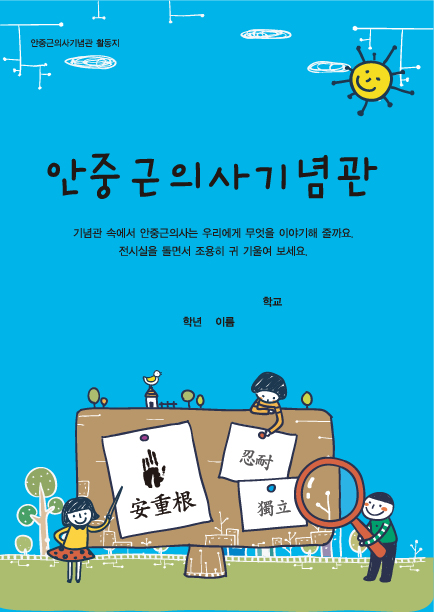 안중근의사기념관 활동지
안중근의사기념관
기념관 속에서 안중근의사는 우리에게 무엇을 이야기해 줄까요.
전시실을 돌면서 조용히 귀 기울여 보세요.
학교
학년 이름
忍耐
安重根
獨立